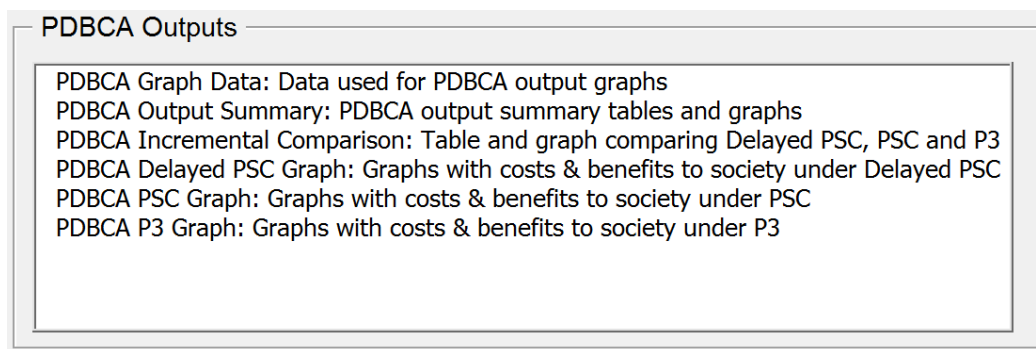 PDBCA Outputs
PDBCA Graph Data: Data used for PDBCA output graphs
PDBCA Output Summary: PDBCA output summary tables and graphs
PDBCA Incremental Comparison: Table and graph comparing Delayed PSC, PSC and P3
PDBCA Delayed PSC Graph: Graphs with costs & benefits to society under Delayed PSC
PDBCA PSC Graph: Graphs with costs & benefits to society under PSC
PDBCA P3 Graph: Graphs with costs & benefits to society under P3